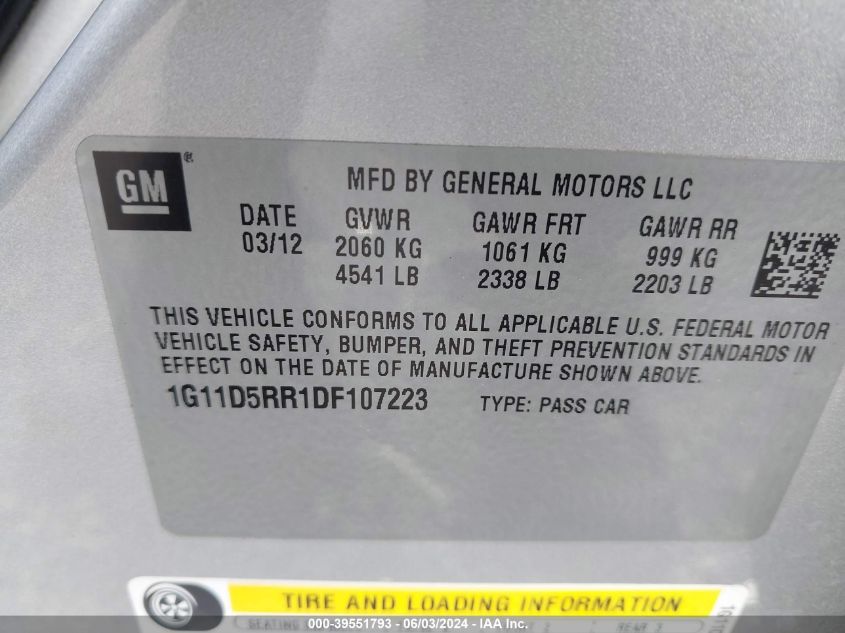 GM®
MFD BY GENERAL MOTORS LLC
DATE GVWR GAWR FRT GAWR RR
03/12 2060 KG 1061 KG 999 KG
4541 LB 2338 LB 2203 LB
THIS VEHICLE CONFORMS TO ALL APPLICABLE U.S. FEDERAL MOTOR
VEHICLE SAFETY, BUMPER, AND THEFT PREVENTION STANDARDS IN
EFFECT ON THE DATE OF MANUFACTURE SHOWN ABOVE.
1G11D5RR1DF107223 TYPE: PASS CAR
TIRE AND LOADING INFORMATION
000-39551793 - 06/03/2024 - IAA Inc.